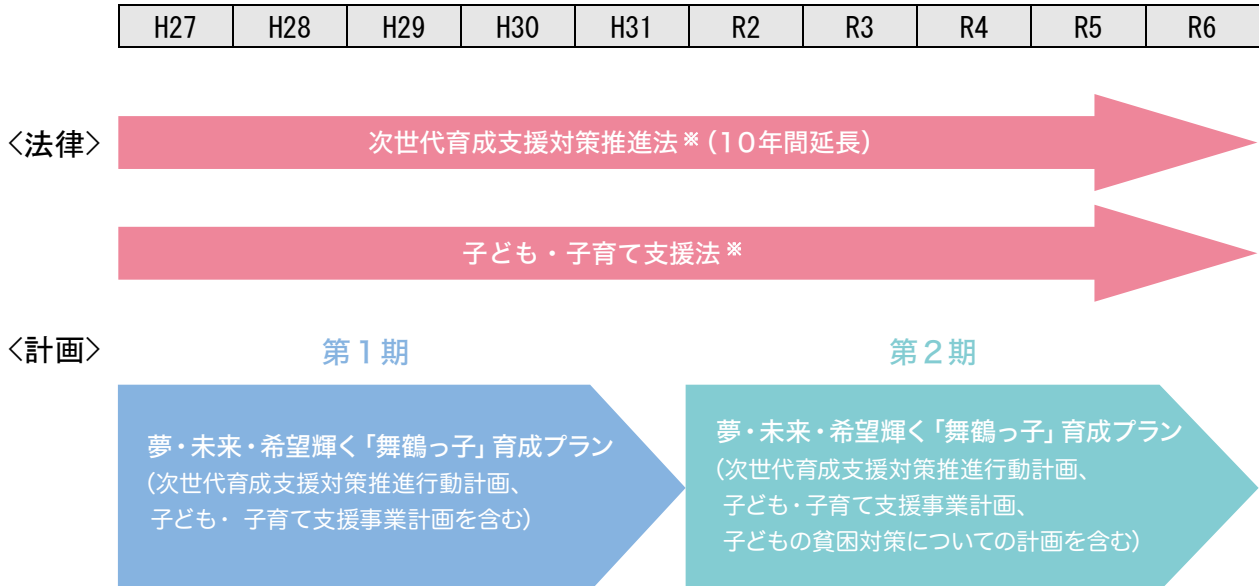 H27 H28 H29 H30 H31 R2 R3 R4 R5 R6
〈法律〉
次世代育成支援対策推進法※（10年間延長）
子ども・子育て支援法※
〈計画〉
第1期
第2期
夢・未来・希望輝く「舞鶴っ子」育成プラン
（次世代育成支援対策推進行動計画、
子ども・ 子育て支援事業計画を含む）
夢・未来・希望輝く「舞鶴っ子」育成プラン
（次世代育成支援対策推進行動計画、
子ども・子育て支援事業計画、
子どもの貧困対策についての計画を含む）